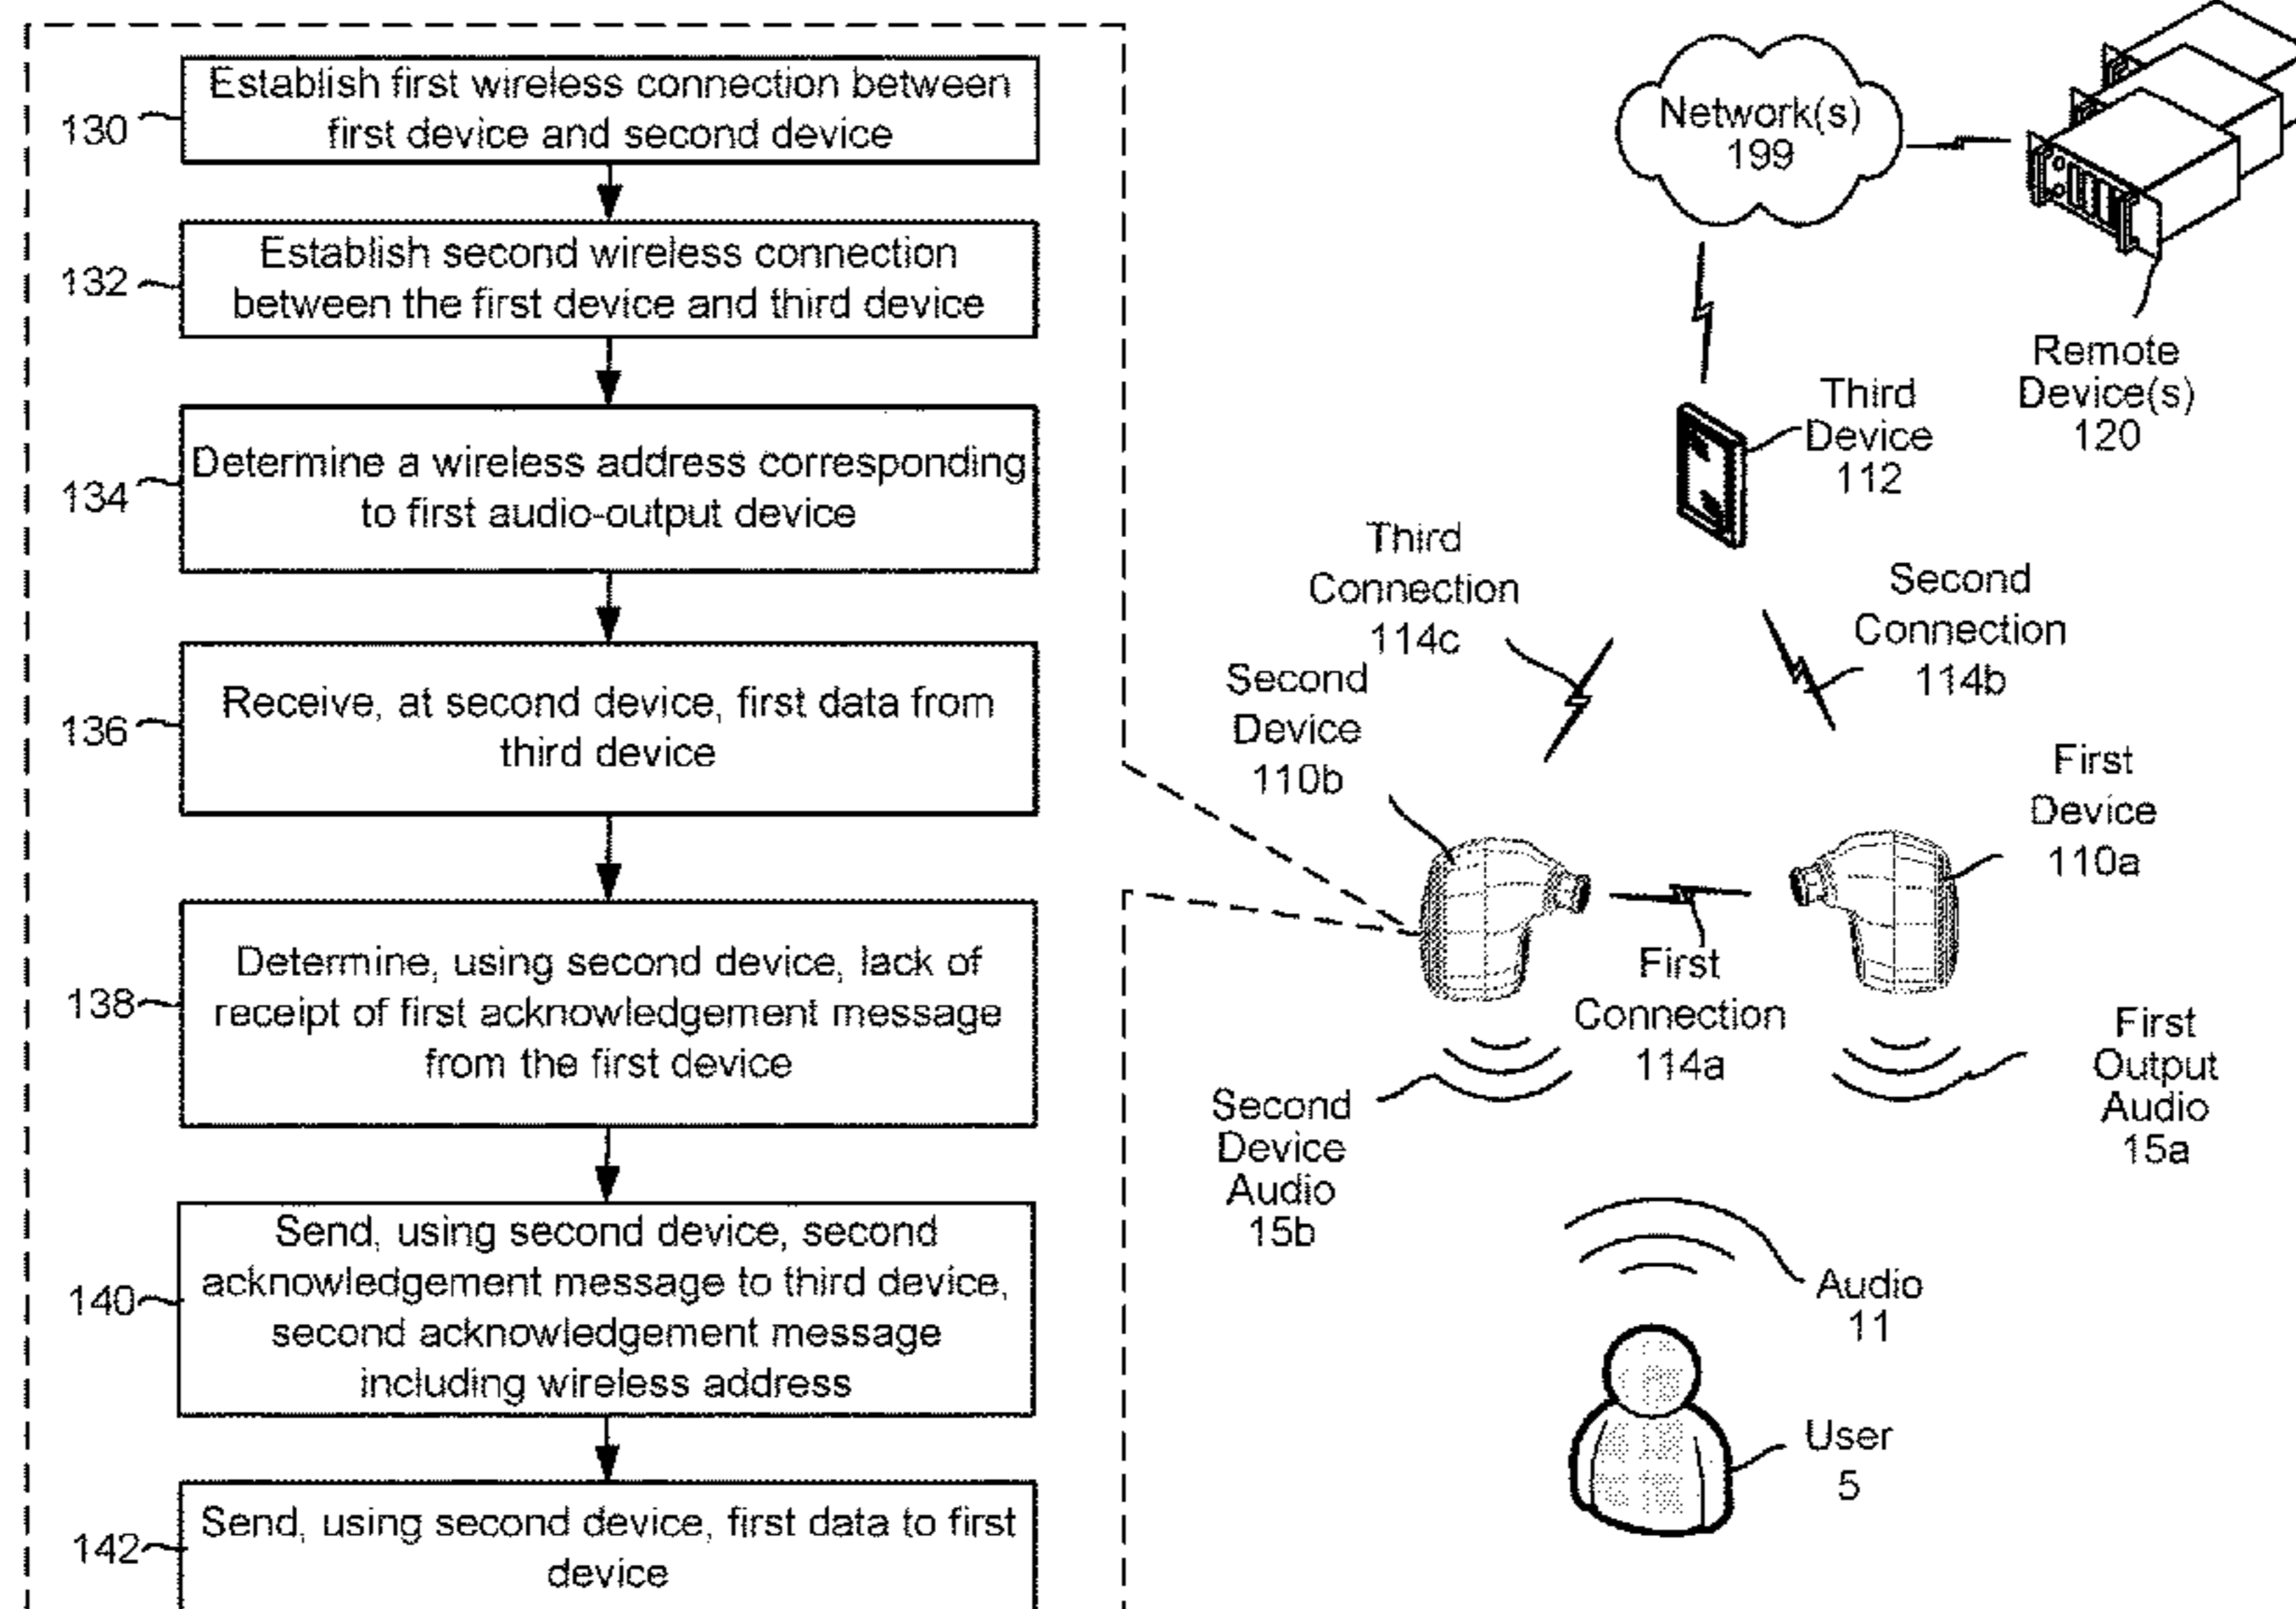 130
Establish first wireless connection between
first device and second device
132
Establish second wireless connection
between the first device and third device
134
Determine a wireless address corresponding
to first audio-output device
136
Receive, at second device, first data from
third device
138
Determine, using second device, lack of
receipt of first acknowledgement message
from the first device
140
Send, using second device, second
acknowledgement message to third device,
second acknowledgement message
including wireless address
142
Send, using second device, first data to first
device
Network(s)
199
Remote
Device(s)
120
Third
Device
112
Third
Connection
114c
Second
Connection
114b
Second
Device
110b
First
Device
110a
First
Connection
114a
Second
Device
Audio
15b
First
Output
Audio
15a
Audio
11
User
5